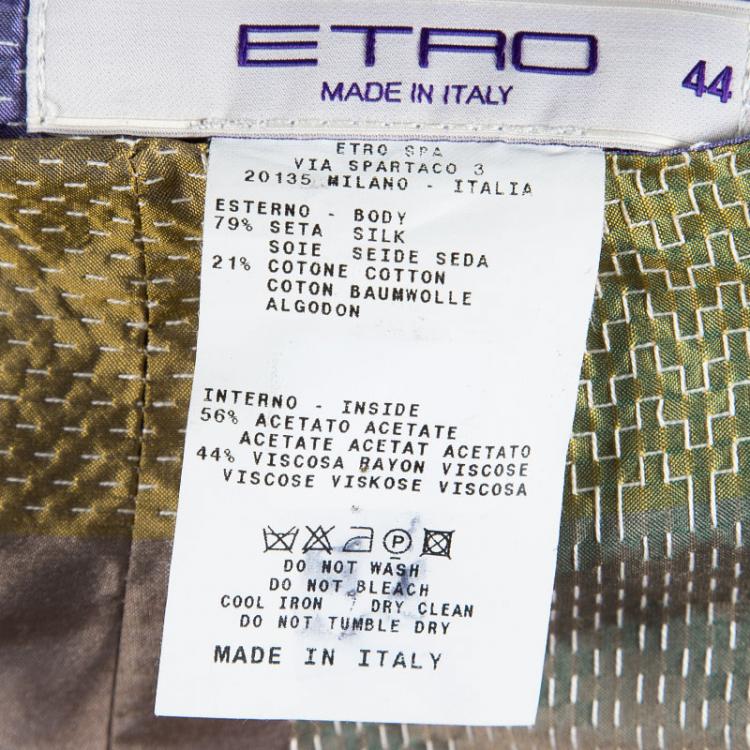 ETRO
MADE IN ITALY
44
ETRO SPA
VIA SPARTACO 3
20135 MILANO - ITALIA
ESTERNO - BODY
79% SETA SILK
SOIE SEIDE SEDA
21% COTONE COTTON
COTON BAUMWOLLE
ALGODON
INTERNO - INSIDE
56% ACETATO ACETATE
ACETATE ACETAT ACETATO
44% VISCOSA RAYON VISCOSE
VISCOSE VISKOSE VISCOSA
P
DO NOT WASH
DO NOT BLEACH
COOL IRON / DRY CLEAN
DO NOT TUMBLE DRY
MADE IN ITALY